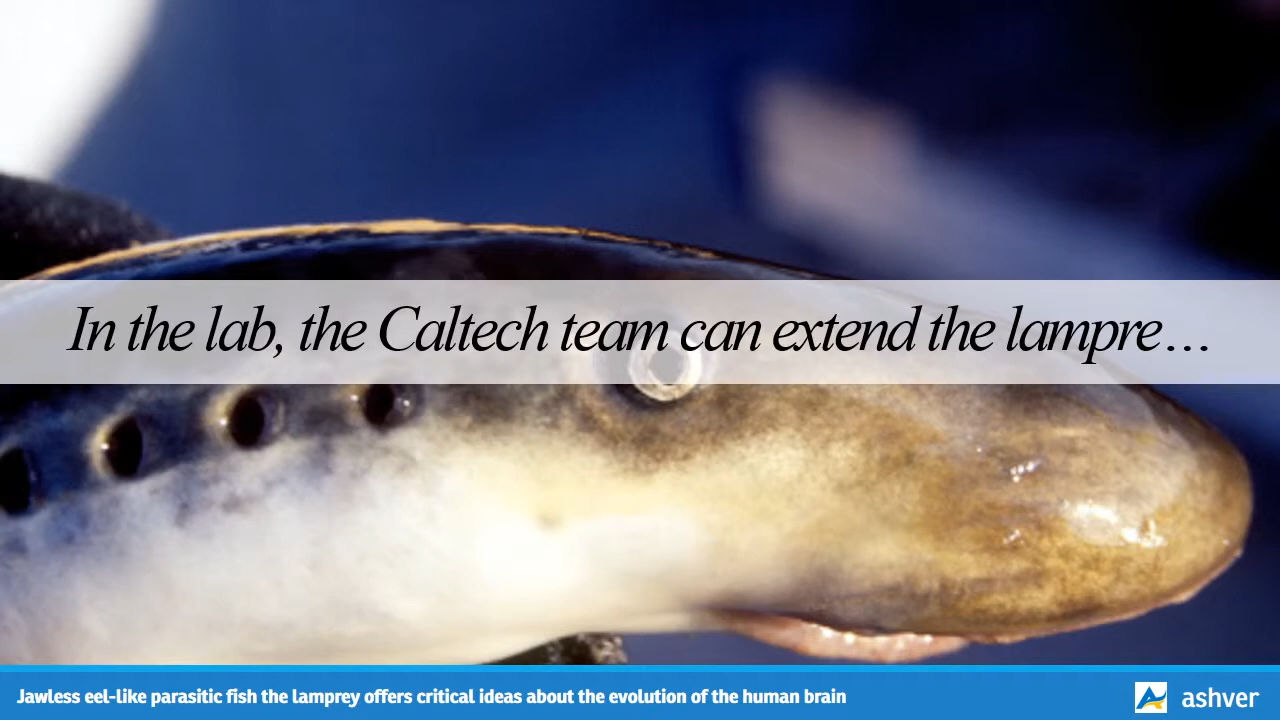 In the lab, the Caltech team can extend the lampre…
Jawless eel-like parasitic fish the lamprey offers critical ideas about the evolution of the human brain
ashver